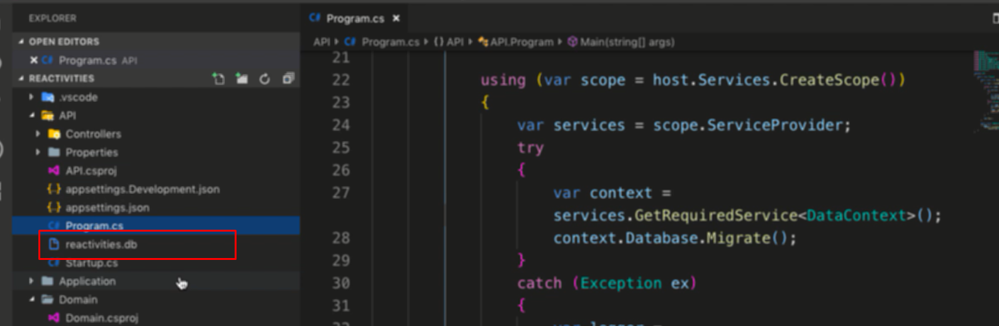 EXPLORER
OPEN EDITORS
Program.cs API
REACTIVITIES
.vscode
API
Controllers
Properties
API.csproj
appsettings.Development.json
appsettings.json
Program.cs
reactivities.db
Startup.cs
Application
Domain
Domain.csproj
Program.cs
API Program.cs {} API API.Program Main(string[] args)
21
22 using (var scope = host.Services.CreateScope())
23 {
24 var services = scope.ServiceProvider;
25 try
26 {
27 var context =
services.GetRequiredService<DataContext>();
28 context.Database.Migrate();
29 }
30 catch (Exception ex)
31 {